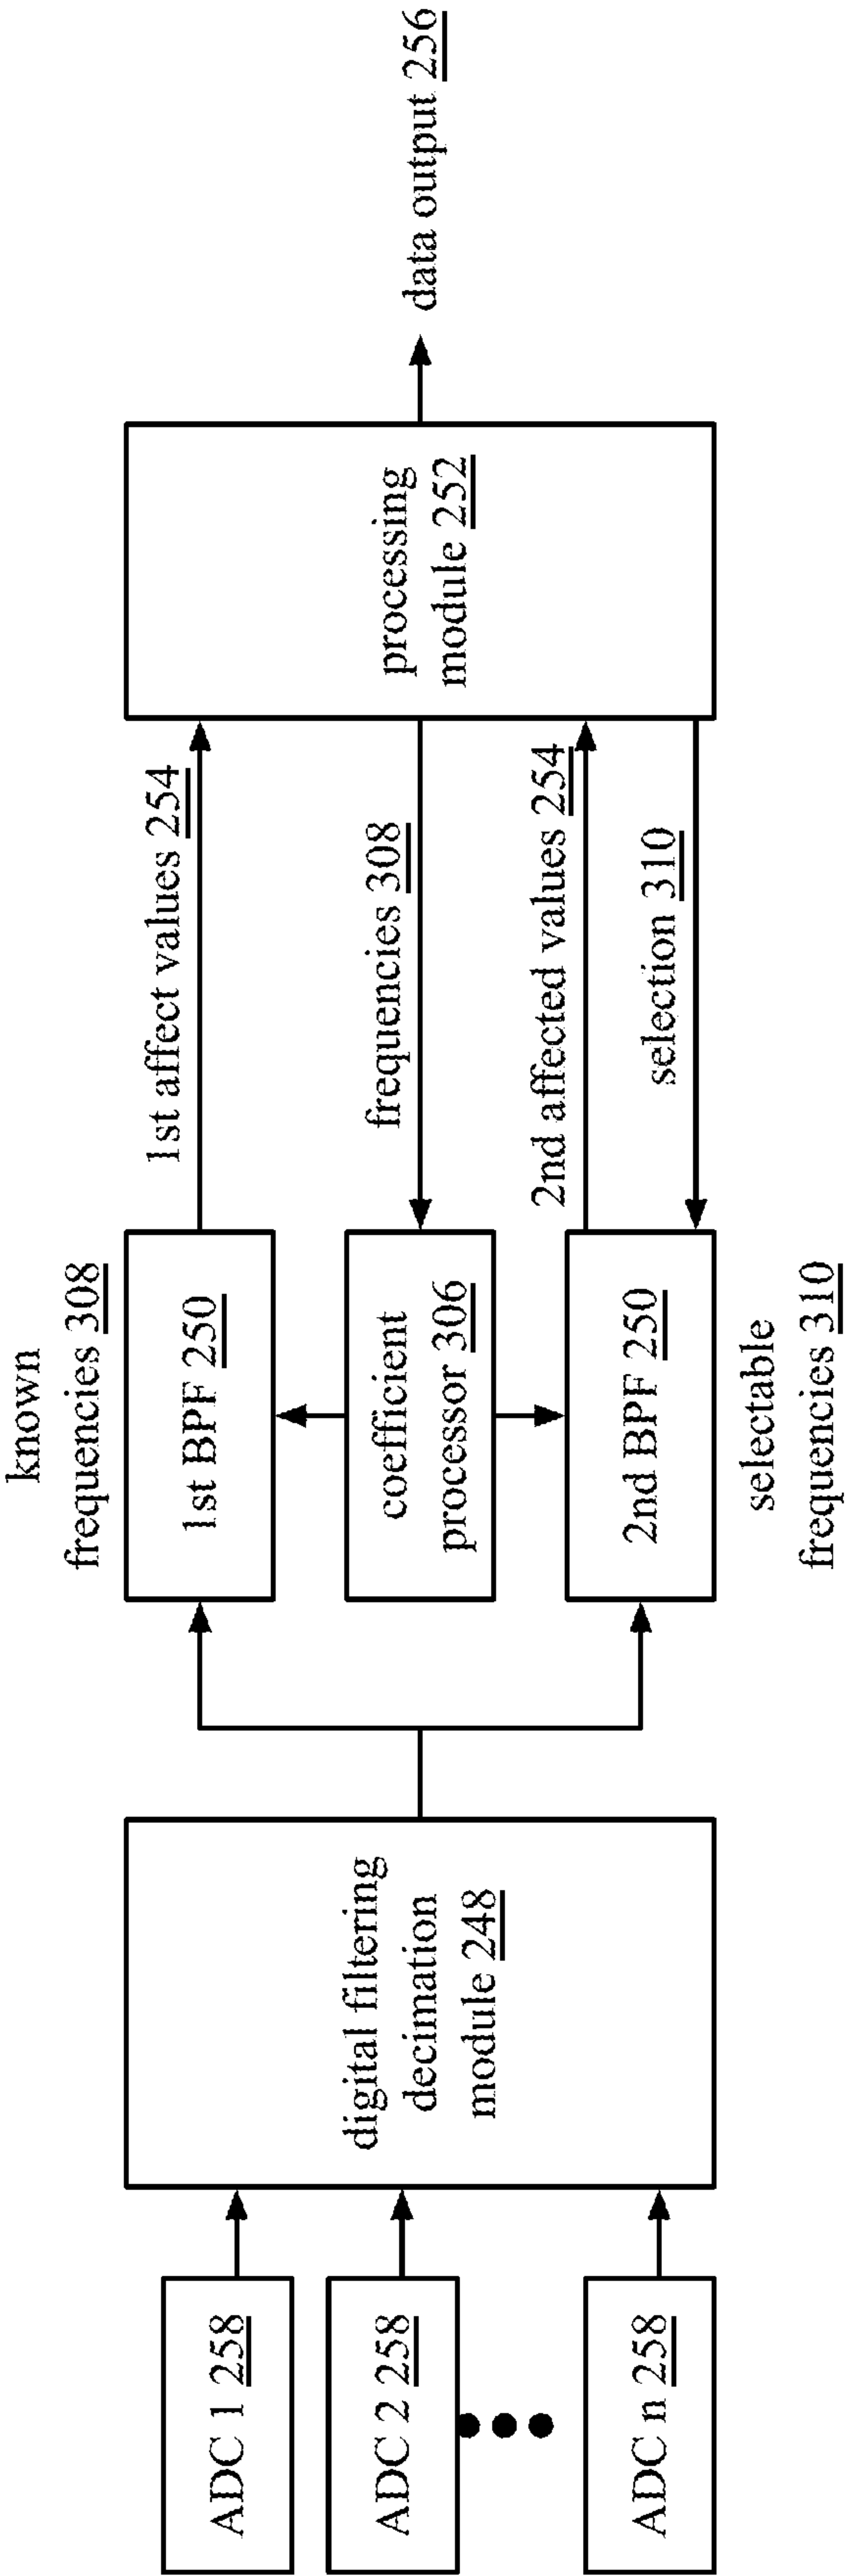 ADC 1 258
ADC 2 258
ADC n 258
digital filtering
decimation
module 248
known
frequencies 308
1st BPF 250
coefficient
processor 306
2nd BPF 250
selectable
frequencies 310
1st affect values 254
frequencies 308
2nd affected values 254
selection 310
processing
module 252
data output 256